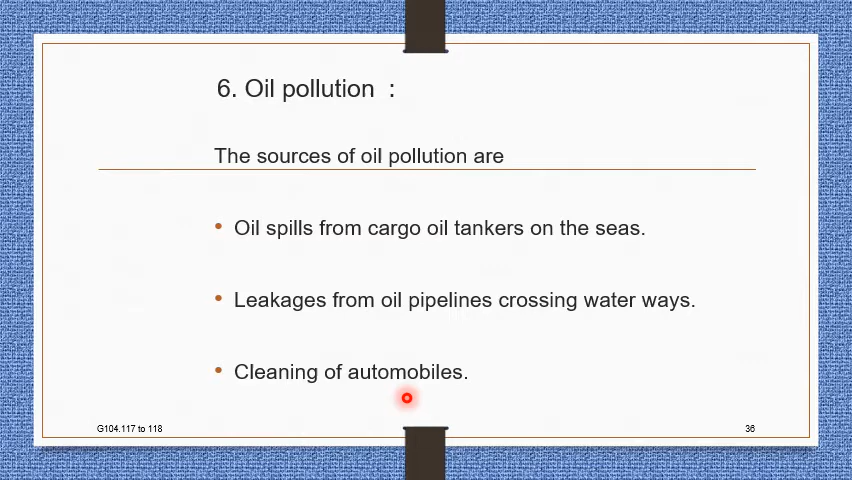 6. Oil pollution :
The sources of oil pollution are
• Oil spills from cargo oil tankers on the seas.
• Leakages from oil pipelines crossing water ways.
• Cleaning of automobiles.
G104.117 to 118
36